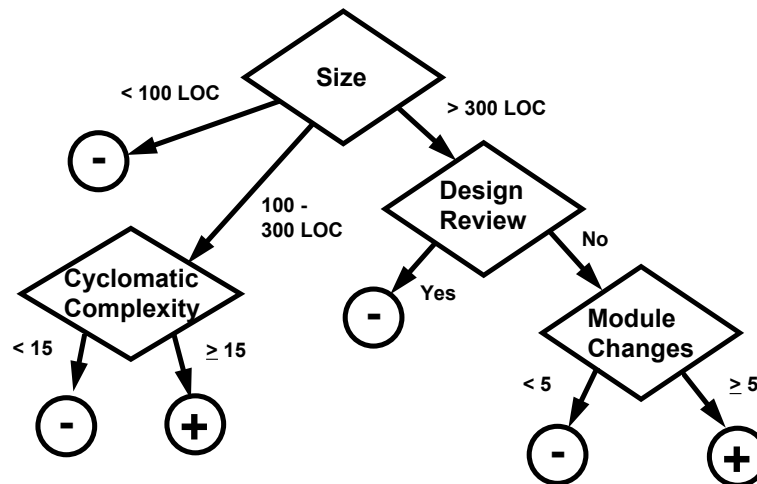 Size
< 100 LOC
> 300 LOC
-
Design
Review
100 -
300 LOC
No
Cyclomatic
Complexity
Yes
-
Module
Changes
< 15
≥ 15
< 5
≥ 5
-
+
-
+